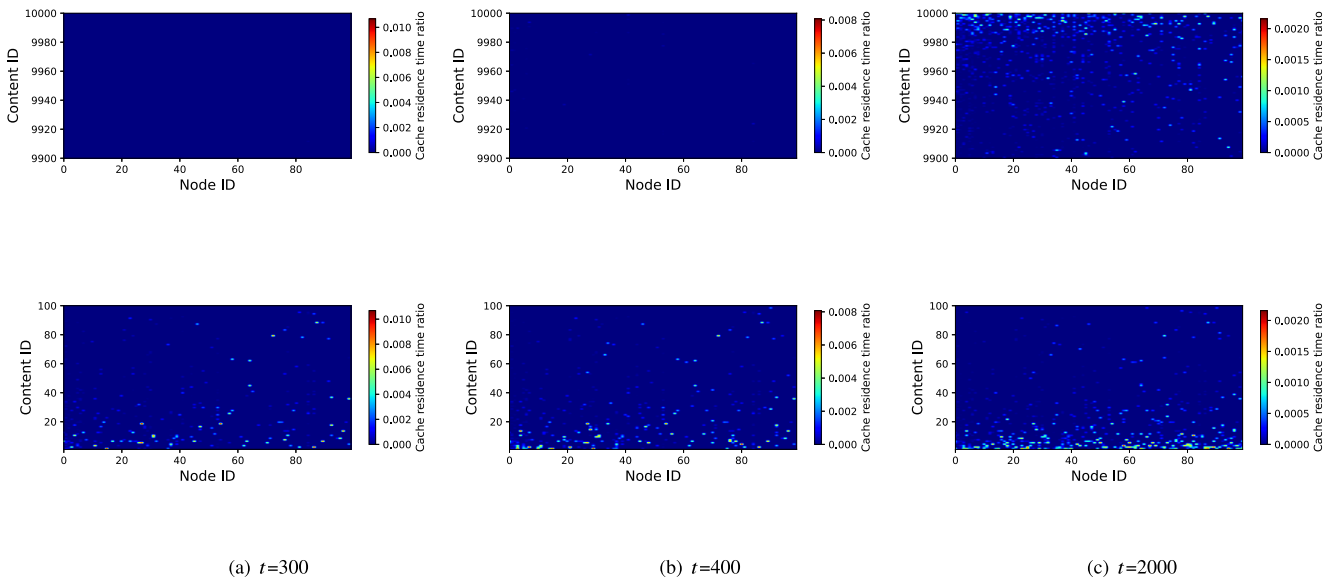 10000
9980
9960
9940
9920
9900
Content ID
0 20 40 60 80
Node ID
0.010
0.008
0.006
0.004
0.002
0.000
Cache residence time ratio
10000
9980
9960
9940
9920
9900
Content ID
0 20 40 60 80
Node ID
0.008
0.006
0.004
0.002
0.000
Cache residence time ratio
10000
9980
9960
9940
9920
9900
Content ID
0 20 40 60 80
Node ID
0.0020
0.0015
0.0010
0.0005
0.0000
Cache residence time ratio
100
80
60
40
20
Content ID
0 20 40 60 80
Node ID
0.010
0.008
0.006
0.004
0.002
0.000
Cache residence time ratio
100
80
60
40
20
Content ID
0 20 40 60 80
Node ID
0.008
0.006
0.004
0.002
0.000
Cache residence time ratio
100
80
60
40
20
Content ID
0 20 40 60 80
Node ID
0.0020
0.0015
0.0010
0.0005
0.0000
Cache residence time ratio
(a) t=300
(b) t=400
(c) t=2000